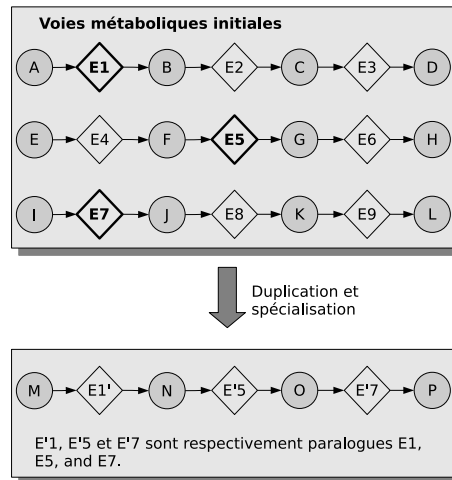 Voies métaboliques initiales
A E1 B E2 C E3 D
E E4 F E5 G E6 H
I E7 J E8 K E9 L
Duplication et
spécialisation
M E1' N E'5 O E'7 P
E'1, E'5 et E'7 sont respectivement paralogues E1,
E5, and E7.